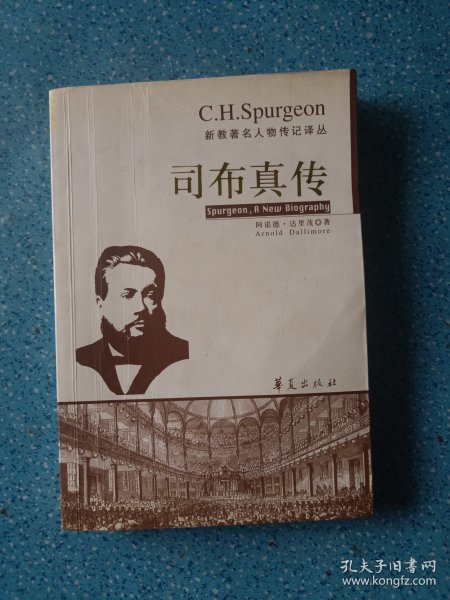 C.H.Spurgeon
新教著名人物传记译丛
司布真传
Spurgeon, A New Biography
阿诺德·达里茂◎著
Arnold Dallimore
华夏出版社
孔夫子旧书网
www.kongfz.com